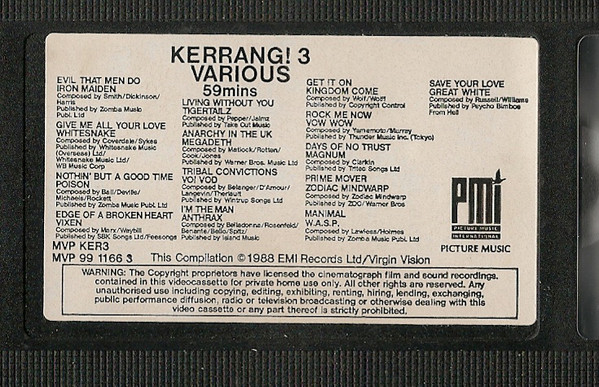 KERRANG! 3
VARIOUS
59mins
EVIL THAT MEN DO
IRON MAIDEN
Composed by Smith/Dickinson/
Harris
Published by Zomba Music
Publ. Ltd
GIVE ME ALL YOUR LOVE
WHITESNAKE
Composed by Coverdale/Sykes
Published by Whitesnake Music
(Overseas) Ltd/
Whitesnake Music Ltd/
WB Music Corp
NOTHIN' BUT A GOOD TIME
POISON
Composed by Ball/Deville/
Michaels/Rockett
Published by Zomba Music Publ. Ltd
EDGE OF A BROKEN HEART
VIXEN
Composed by Marx/Waybill
Published by SBK Songs Ltd/Feesongs
LIVING WITHOUT YOU
TIGERTAILZ
Composed by Pepper/Jaimz
Published by Take Out Music
ANARCHY IN THE UK
MEGADETH
Composed by Matlock/Rotten/
Cook/Jones
Published by Warner Bros. Music Ltd
TRIBAL CONVICTIONS
VO! VOD
Composed by Belanger/D'Amour/
Langevin/Theriault
Published by Wintrup Songs Ltd
I'M THE MAN
ANTHRAX
Composed by Belladonna/Rosenfeld/
Benante/Bello/Spitz/
Published by Island Music
GET IT ON
KINGDOM COME
Composed by Wolf/Wolff
Published by Copyright Control
ROCK ME NOW
VOW WOW
Composed by Yamamoto/Murrey
Published by Thunder Music Inc. (Tokyo)
DAYS OF NO TRUST
MAGNUM
Composed by Clarkin
Published by Tritec Songs Ltd
PRIME MOVER
ZODIAC MINDWARP
Composed by Zodiac Mindwarp
Published by ZDC/Warner Bros
MANIMAL
W.A.S.P.
Composed by Lawless/Holmes
Published by Zomba Music Publ. Ltd
SAVE YOUR LOVE
GREAT WHITE
Composed by Russell/Williams
Published by Psycho Bimbos
From Hell
pmi
PICTURE MUSIC
INTERNATIONAL
PICTURE MUSIC
MVP KER3
MVP 99 1166 3 This Compilation ©1988 EMI Records Ltd/Virgin Vision
WARNING: The Copyright proprietors have licensed the cinematograph film and sound recordings.
contained in this videocassette for private home use only. All other rights are reserved. Any
unauthorised use including copying, editing, exhibiting, renting, hiring, lending, exchanging,
public performance diffusion, radio or television broadcasting or otherwise dealing with this
video cassette or any part thereof is strictly prohibited.